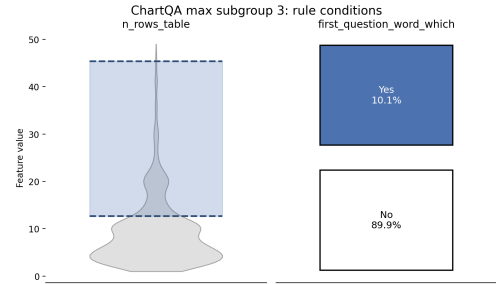 ChartQA max subgroup 3: rule conditions
n_rows_table
first_question_word_which
50
40
30
20
10
0
Feature value
Yes
10.1%
No
89.9%